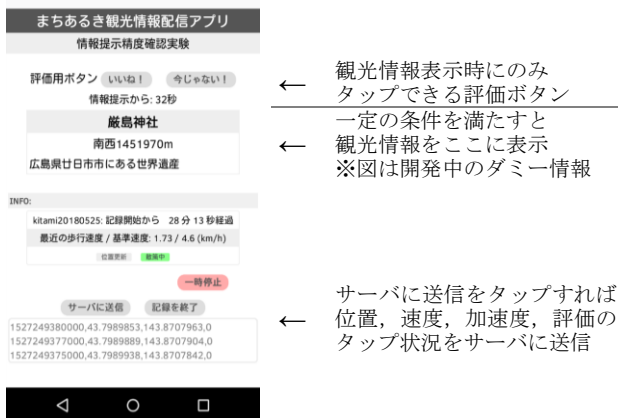 まちあるき観光情報配信アプリ
情報提示精度確認実験
評価用ボタン いいね! 今じゃない!
情報提示から: 32秒
厳島神社
南西1451970m
広島県廿日市市にある世界遺産
INFO:
kitami20180525: 記録開始から 28 分 13 秒経過
最近の歩行速度 / 基準速度: 1.73 / 4.6 (km/h)
位置更新
一時停止
サーバに送信 記録を終了
1527249380000,43.7989853,143.8707963,0
1527249377000,43.7989889,143.8707904,0
1527249375000,43.7989938,143.8707842,0
← 観光情報表示時にのみ
タップできる評価ボタン
一定の条件を満たすと
← 観光情報をここに表示
※図は開発中のダミー情報
サーバに送信をタップすれば
← 位置，速度，加速度，評価の
タップ状況をサーバに送信